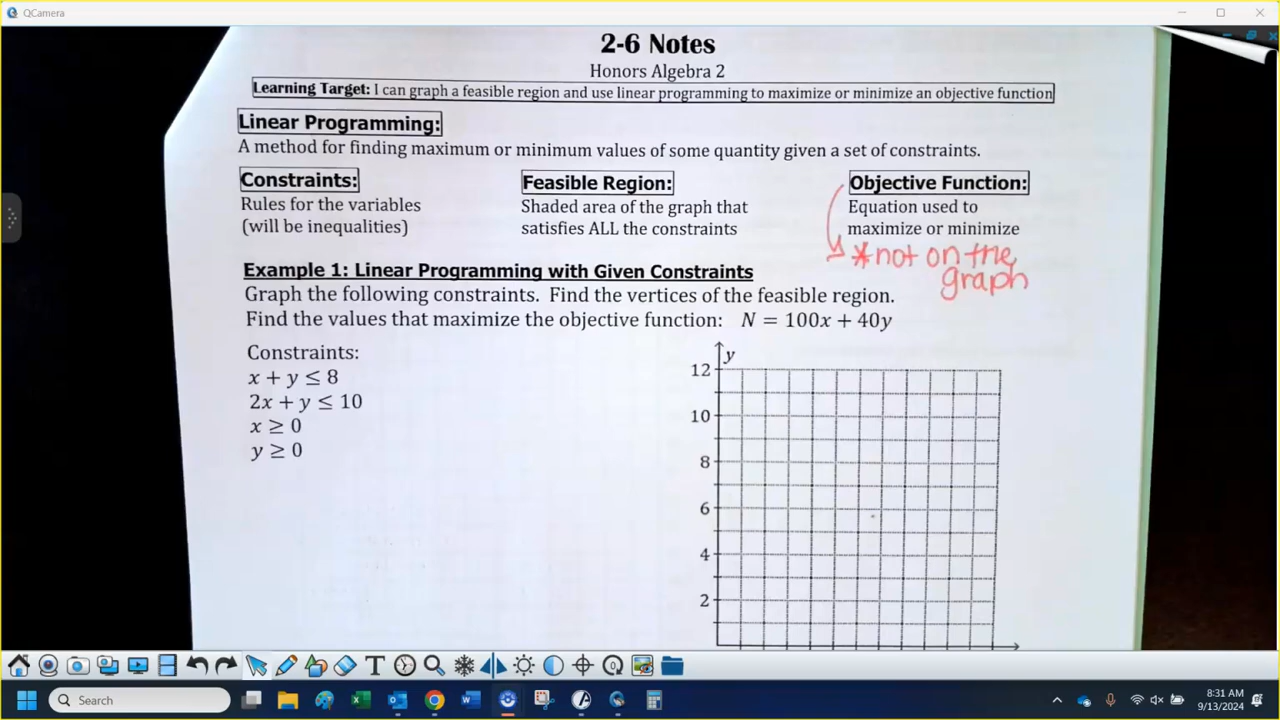 QCamera
2-6 Notes
Honors Algebra 2
Learning Target: I can graph a feasible region and use linear programming to maximize or minimize an objective function
Linear Programming:
A method for finding maximum or minimum values of some quantity given a set of constraints.
Constraints:
Rules for the variables
(will be inequalities)
Feasible Region:
Shaded area of the graph that
satisfies ALL the constraints
Objective Function:
Equation used to
maximize or minimize
*not on the
graph
Example 1: Linear Programming with Given Constraints
Graph the following constraints. Find the vertices of the feasible region.
Find the values that maximize the objective function: N = 100x + 40y
Constraints:
x + y ≤ 8
2x + y ≤ 10
x ≥ 0
y ≥ 0
y
12
10
8
6
4
2
Search
8:31 AM
9/13/2024